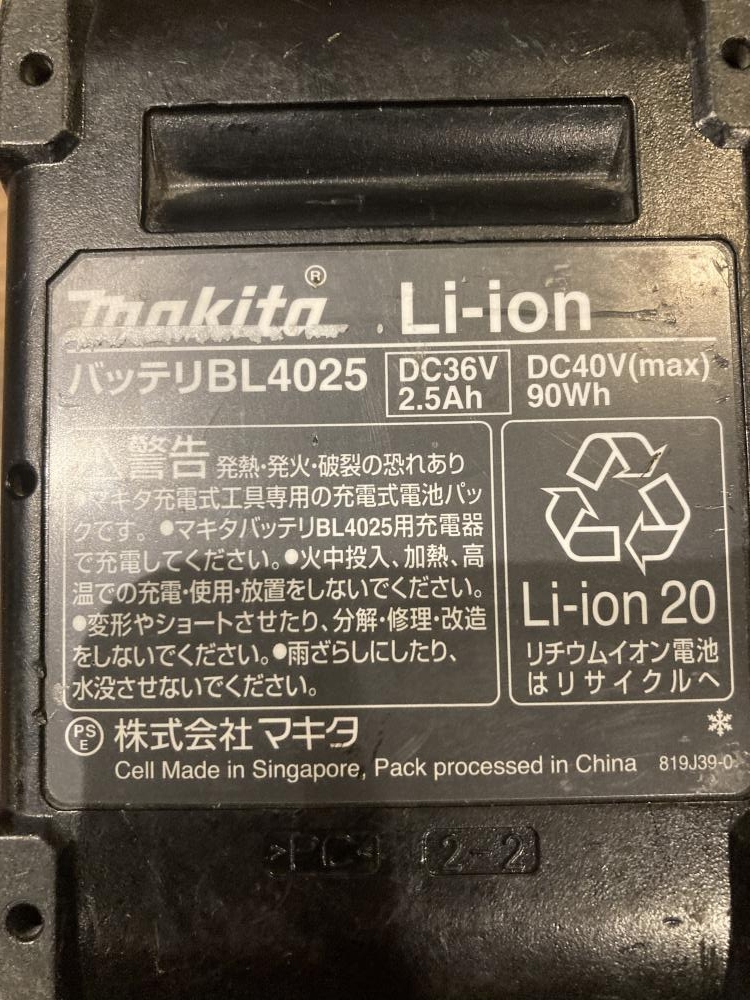 makita® Li-ion
バッテリBL4025 DC36V 2.5Ah DC40V(max) 90Wh
⚠警告 発熱・発火・破裂の恐れあり
●マキタ充電式工具専用の充電式電池パッ
クです。●マキタバッテリBL4025用充電器
で充電してください。●火中投入、加熱、高
温での充電・使用・放置をしないでください。
●変形やショートさせたり、分解・修理・改造
をしないでください。●雨ざらしにしたり、
水没させないでください。
Li-ion 20
リチウムイオン電池
はリサイクルへ
PSE 株式会社マキタ
Cell Made in Singapore, Pack processed in China 819J39-0
>PC< 2-2